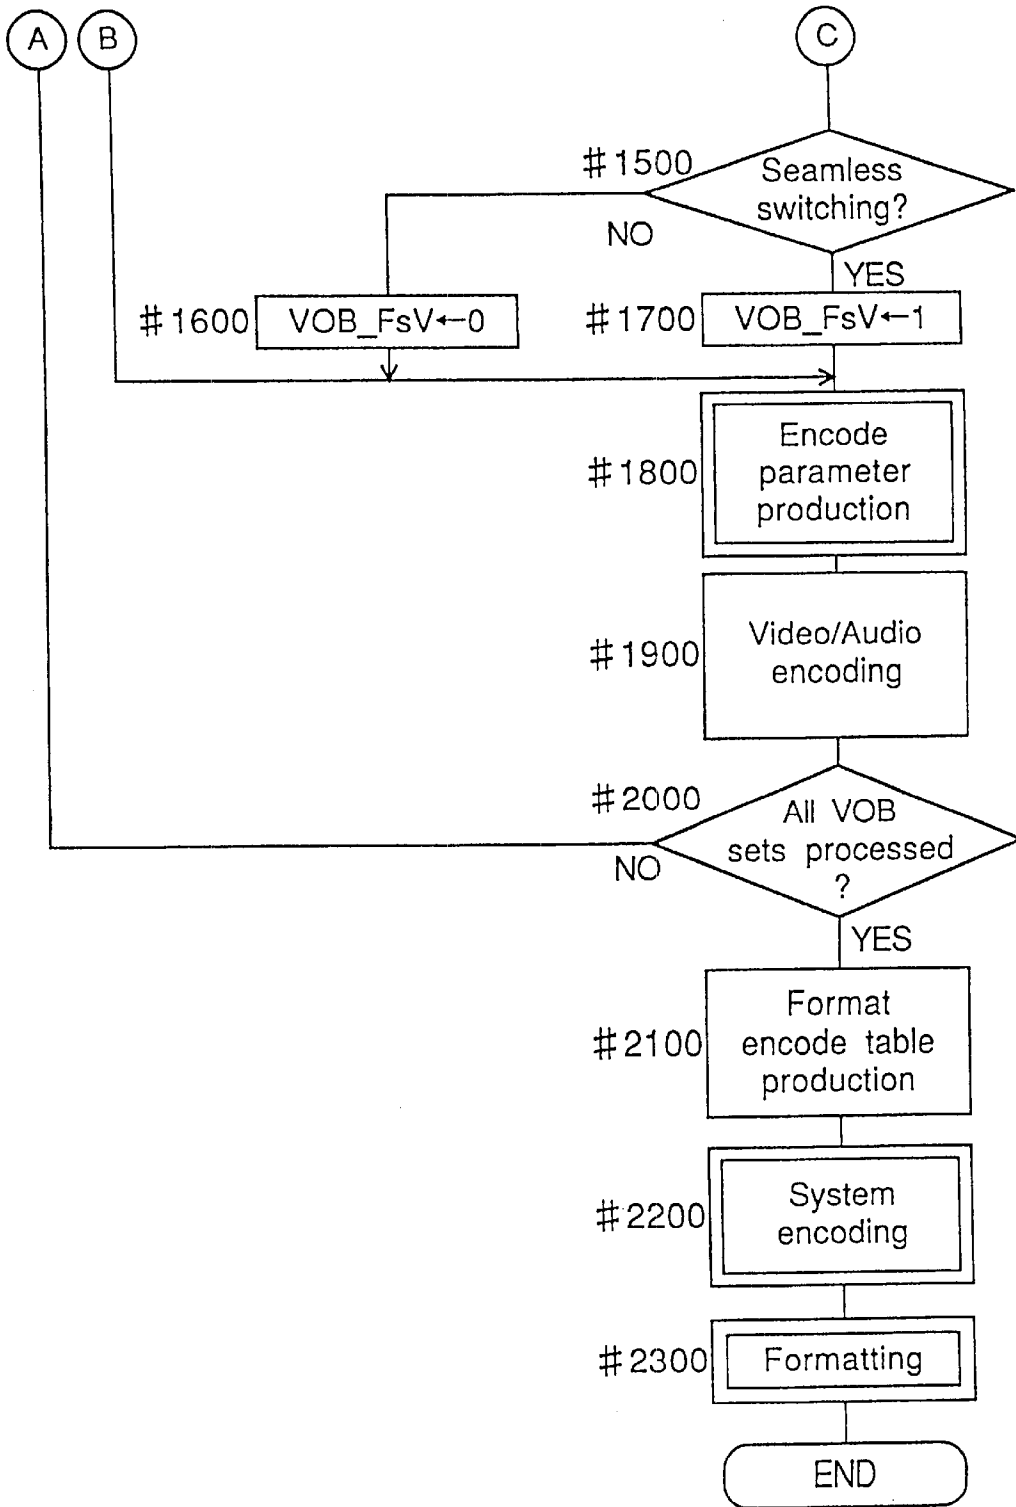 A
B
C
#1500
Seamless
switching?
NO
YES
#1600
VOB_FsV←0
#1700
VOB_FsV←1
#1800
Encode
parameter
production
#1900
Video/Audio
encoding
#2000
All VOB
sets processed
?
NO
YES
#2100
Format
encode table
production
#2200
System
encoding
#2300
Formatting
END